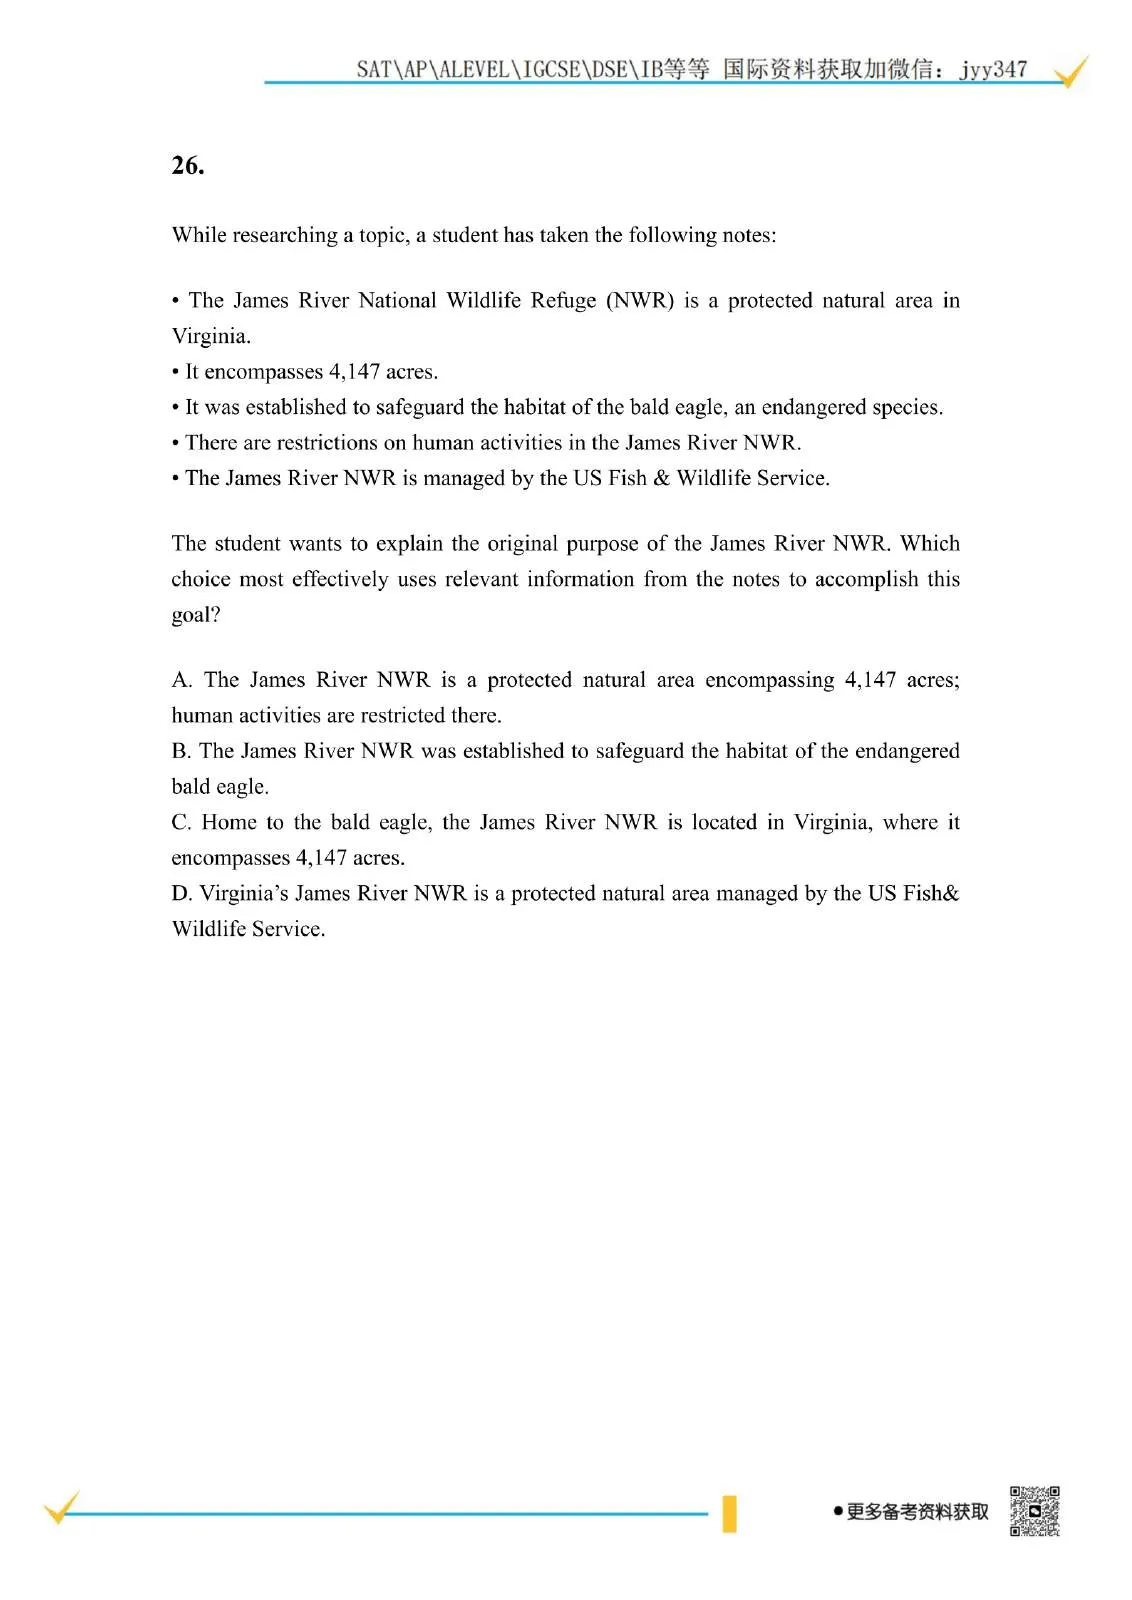 SAT\AP\ALEVEL\IGCSE\DSE\IB等等 国际资料获取加微信：jyy347
26.
While researching a topic, a student has taken the following notes:
• The James River National Wildlife Refuge (NWR) is a protected natural area in
Virginia.
• It encompasses 4,147 acres.
• It was established to safeguard the habitat of the bald eagle, an endangered species.
• There are restrictions on human activities in the James River NWR.
• The James River NWR is managed by the US Fish & Wildlife Service.
The student wants to explain the original purpose of the James River NWR. Which
choice most effectively uses relevant information from the notes to accomplish this
goal?
A. The James River NWR is a protected natural area encompassing 4,147 acres;
human activities are restricted there.
B. The James River NWR was established to safeguard the habitat of the endangered
bald eagle.
C. Home to the bald eagle, the James River NWR is located in Virginia, where it
encompasses 4,147 acres.
D. Virginia’s James River NWR is a protected natural area managed by the US Fish&
Wildlife Service.
•更多备考资料获取